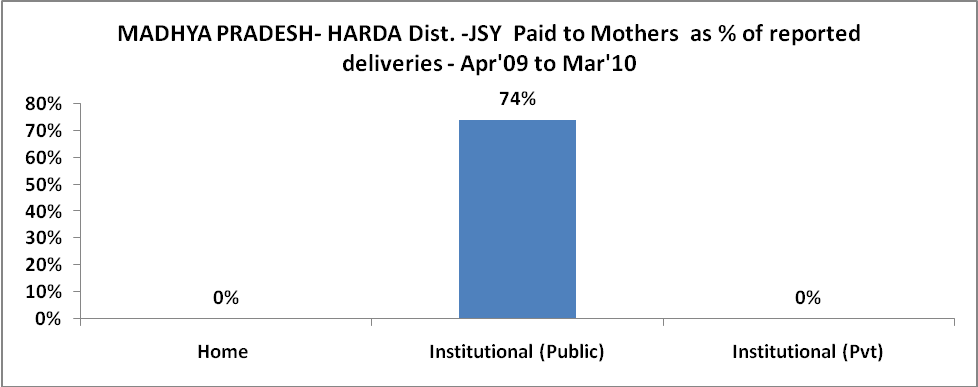 MADHYA PRADESH- HARDA Dist. -JSY Paid to Mothers as % of reported
deliveries - Apr'09 to Mar'10
74%
80%
70%
60%
50%
40%
30%
20%
10%
0%
0%
0%
Home
Institutional (Public)
Institutional (Pvt)